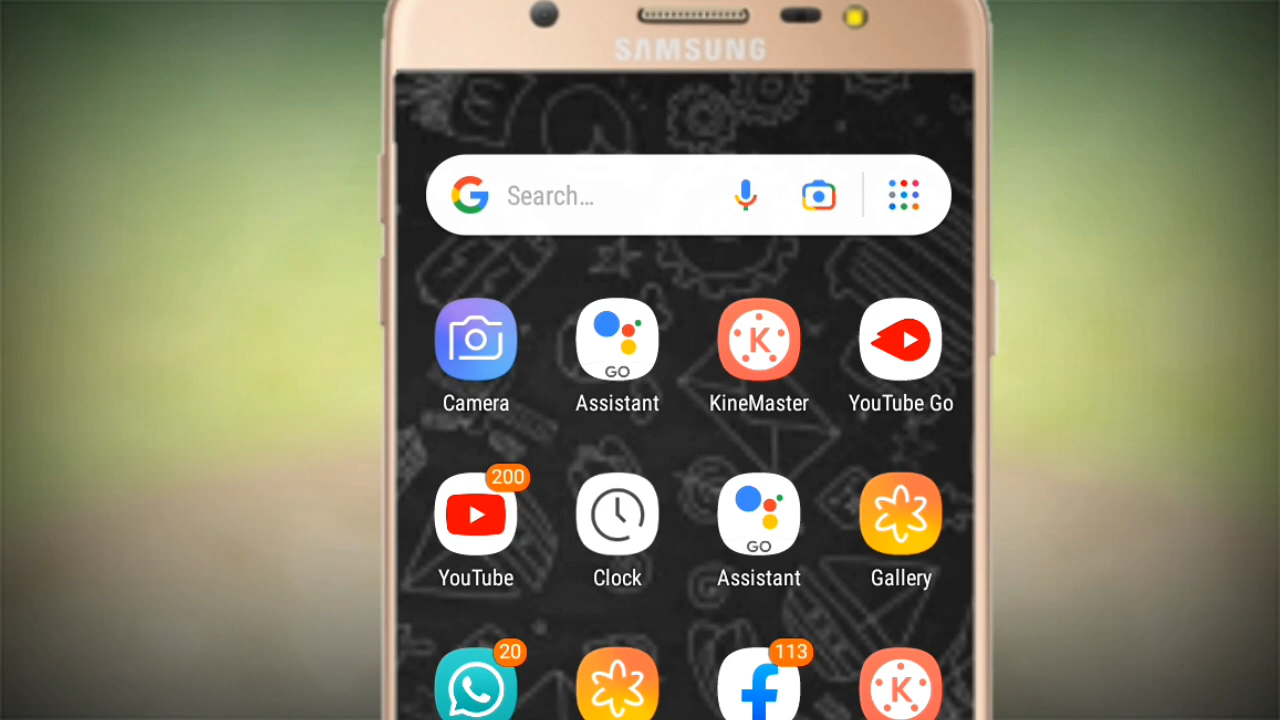 SAMSUNG
Search...
GO
Camera
Assistant
KineMaster
YouTube Go
200
GO
YouTube
Clock
Assistant
Gallery
20
113
K